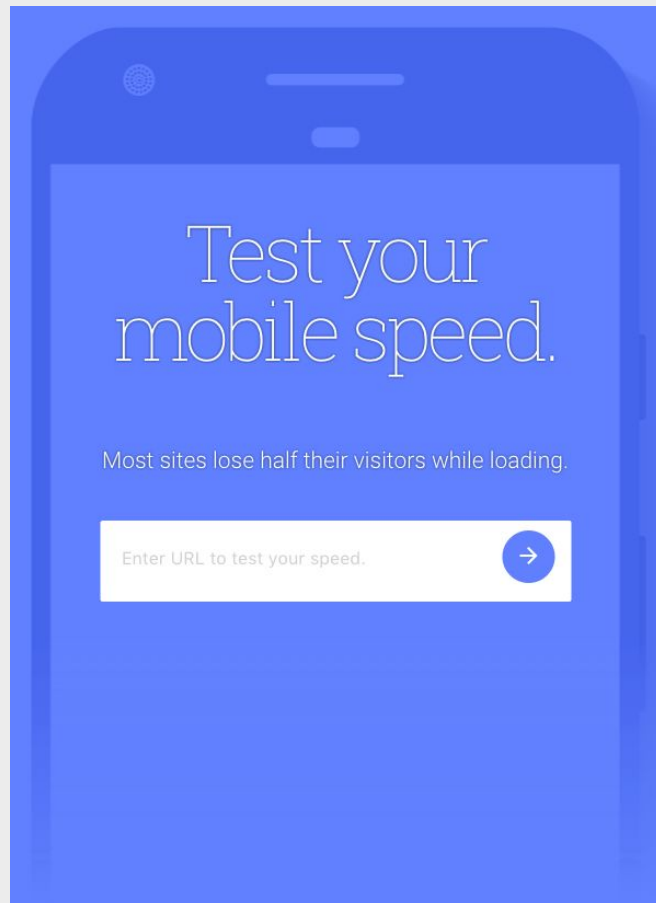 Test your
mobile speed.
Most sites lose half their visitors while loading.
Enter URL to test your speed.